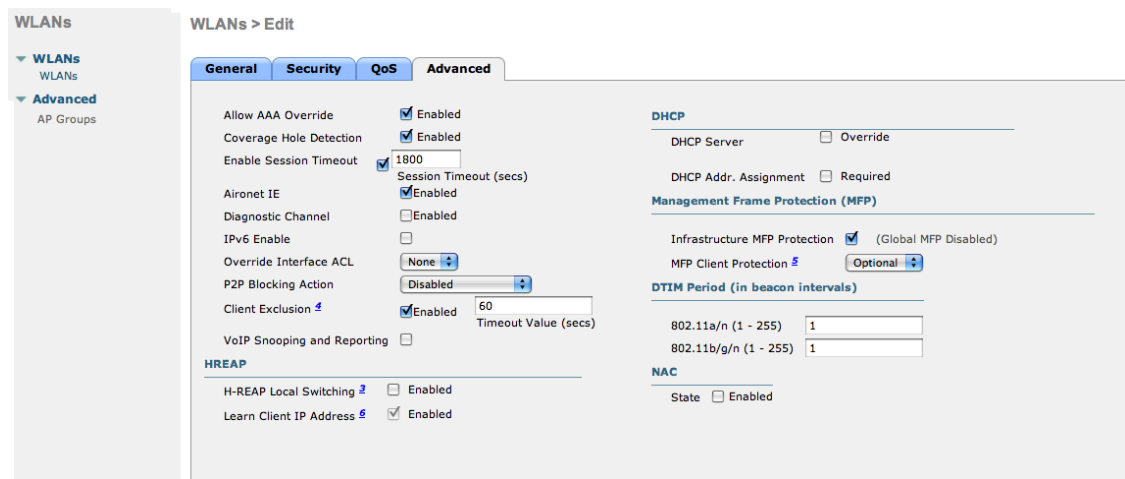 WLANs
WLANs > Edit
WLANs
WLANs
Advanced
AP Groups
General Security QoS Advanced
Allow AAA Override Enabled
Coverage Hole Detection Enabled
Enable Session Timeout 1800
Session Timeout (secs)
Aironet IE Enabled
Diagnostic Channel Enabled
IPv6 Enable
Override Interface ACL None
P2P Blocking Action Disabled
Client Exclusion 4 Enabled 60
Timeout Value (secs)
VoIP Snooping and Reporting
HREAP
H-REAP Local Switching 3 Enabled
Learn Client IP Address 6 Enabled
DHCP
DHCP Server Override
DHCP Addr. Assignment Required
Management Frame Protection (MFP)
Infrastructure MFP Protection (Global MFP Disabled)
MFP Client Protection 5 Optional
DTIM Period (in beacon intervals)
802.11a/n (1 - 255) 1
802.11b/g/n (1 - 255) 1
NAC
State Enabled